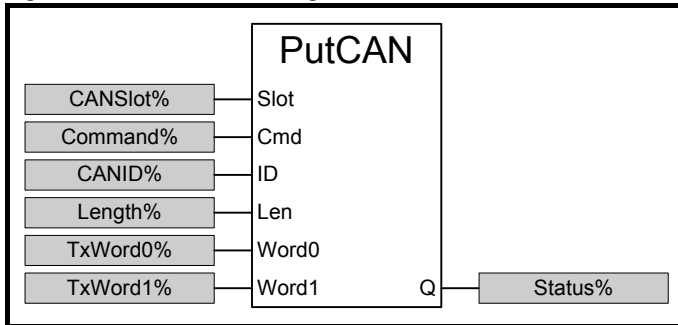 PutCAN
CANSlot% Slot
Command% Cmd
CANID% ID
Length% Len
TxWord0% Word0
TxWord1% Word1 Q Status%